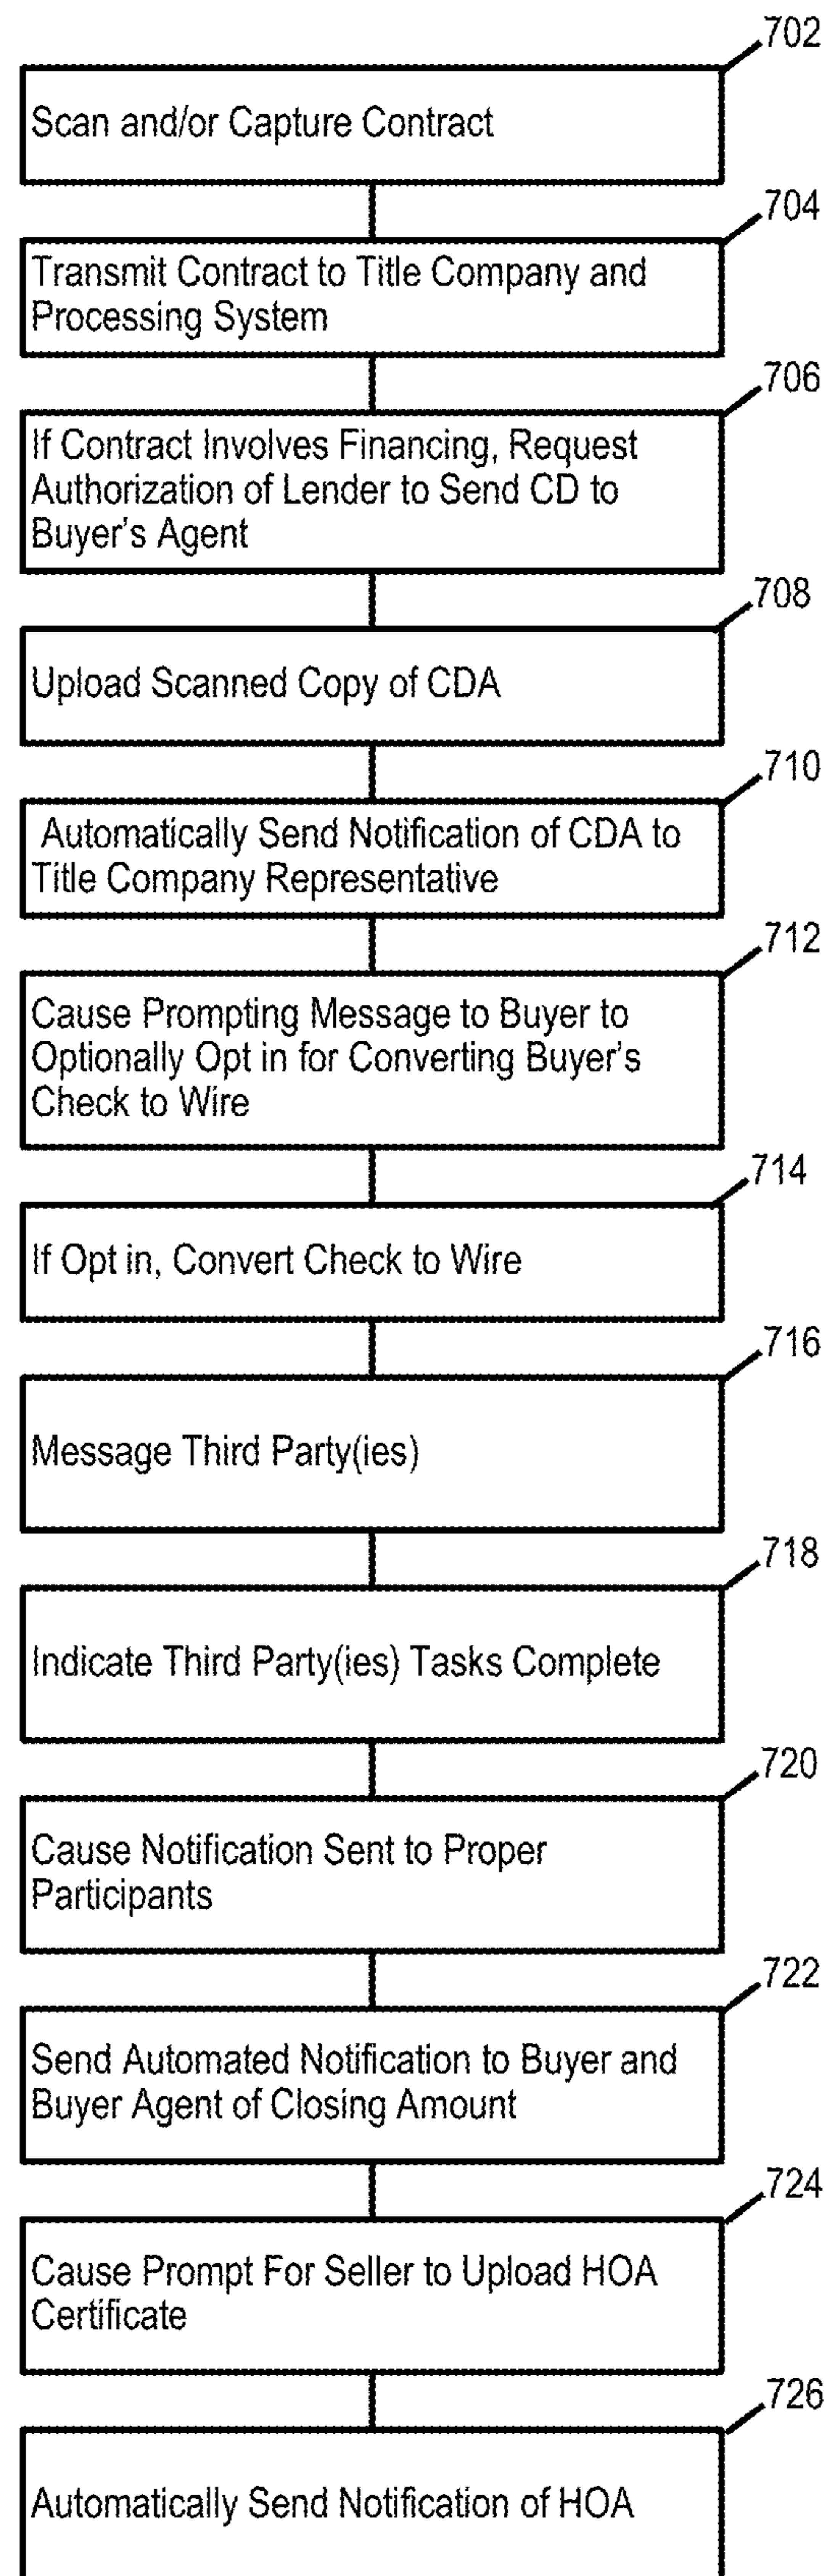 702
Scan and/or Capture Contract
704
Transmit Contract to Title Company and
Processing System
706
If Contract Involves Financing, Request
Authorization of Lender to Send CD to
Buyer's Agent
708
Upload Scanned Copy of CDA
710
Automatically Send Notification of CDA to
Title Company Representative
712
Cause Prompting Message to Buyer to
Optionally Opt in for Converting Buyer's
Check to Wire
714
If Opt in, Convert Check to Wire
716
Message Third Party(ies)
718
Indicate Third Party(ies) Tasks Complete
720
Cause Notification Sent to Proper
Participants
722
Send Automated Notification to Buyer and
Buyer Agent of Closing Amount
724
Cause Prompt For Seller to Upload HOA
Certificate
726
Automatically Send Notification of HOA